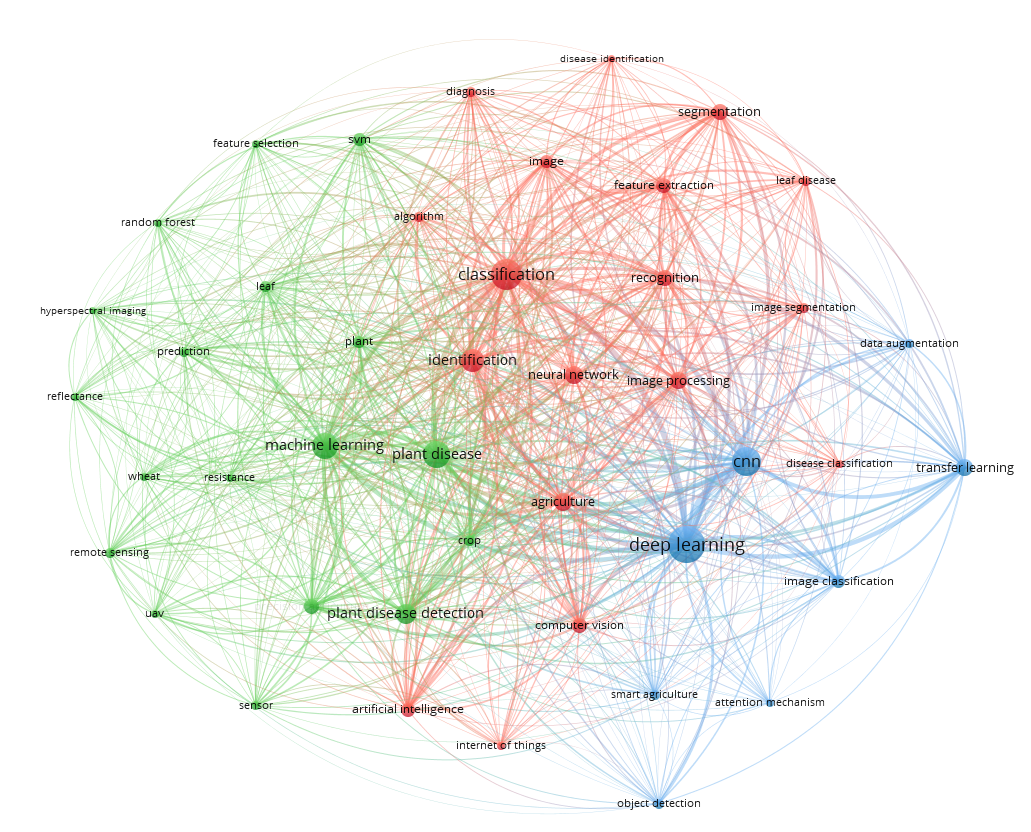 disease identification
diagnosis
segmentation
feature selection
svm
image
feature extraction
leaf disease
random forest
algorithm
classification
recognition
leaf
hyperspectral imaging
image segmentation
plant
data augmentation
prediction
identification
neural network
image processing
reflectance
machine learning
plant disease
cnn
disease classification
transfer learning
wheat
resistance
agriculture
crop
deep learning
remote sensing
image classification
uav
plant disease detection
computer vision
smart agriculture
attention mechanism
sensor
artificial intelligence
internet of things
object detection